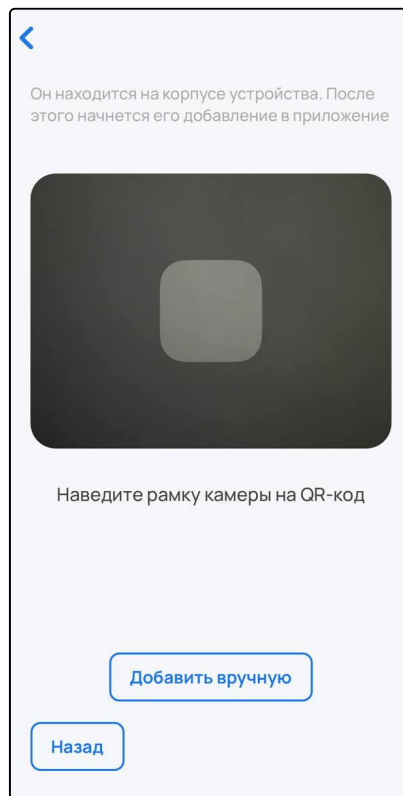 Он находится на корпусе устройства. После
этого начнется его добавление в приложение
Наведите рамку камеры на QR-код
Добавить вручную
Назад